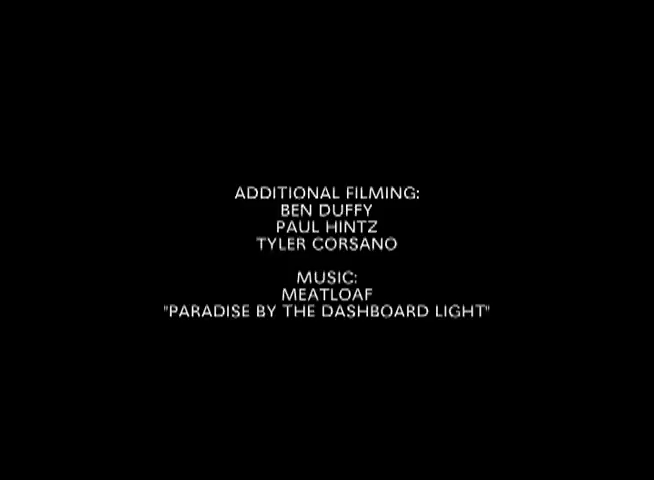 ADDITIONAL FILMING:
BEN DUFFY
PAUL HINTZ
TYLER CORSANO
MUSIC:
MEATLOAF
"PARADISE BY THE DASHBOARD LIGHT"